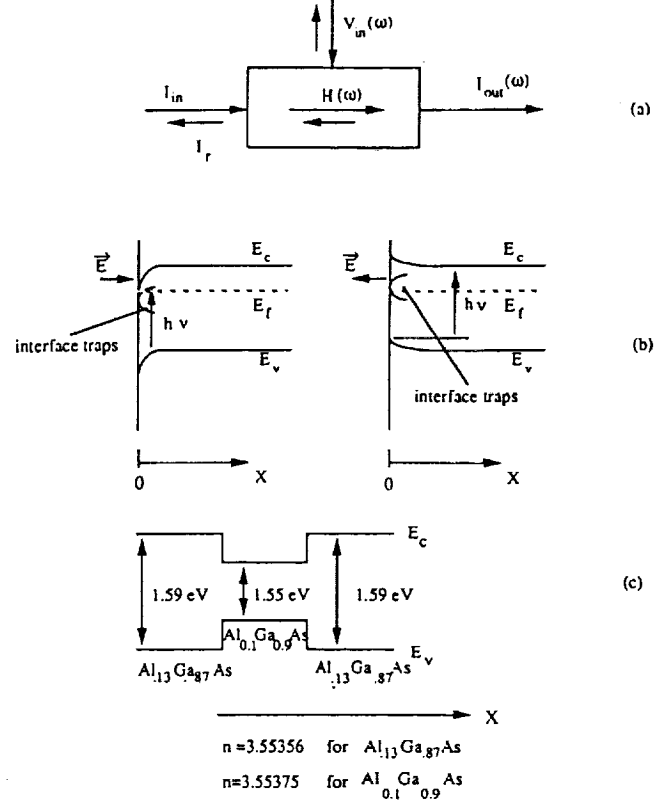 V_in(ω)
I_in
H(ω)
I_out(ω)
I_r
(a)
E
E_c
E_f
hν
interface traps
E_v
0
X
E
E_c
E_f
hν
E_v
interface traps
0
X
(b)
E_c
1.59 eV
1.55 eV
1.59 eV
(c)
Al_0.1Ga_0.9As
E_v
Al_.13Ga_.87As
Al_.13Ga_.87As
X
n =3.55356 for Al_.13Ga_.87As
n=3.55375 for Al_0.1Ga_0.9As